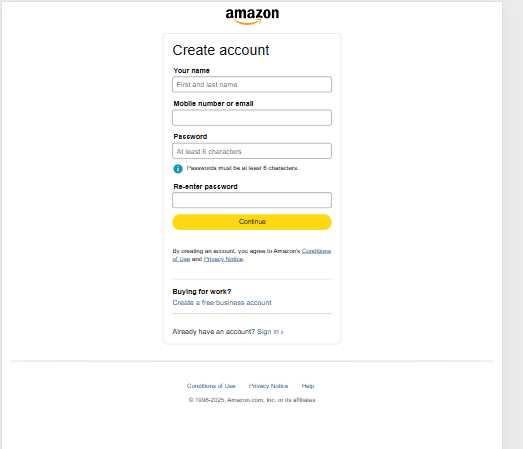 amazon
Create account
Your name
First and last name
Mobile number or email
Password
At least 6 characters
i Passwords must be at least 6 characters.
Re-enter password
Continue
By creating an account, you agree to Amazon's Conditions
of Use and Privacy Notice.
Buying for work?
Create a free business account
Already have an account? Sign in ›
Conditions of Use Privacy Notice Help
© 1996-2025, Amazon.com, Inc. or its affiliates